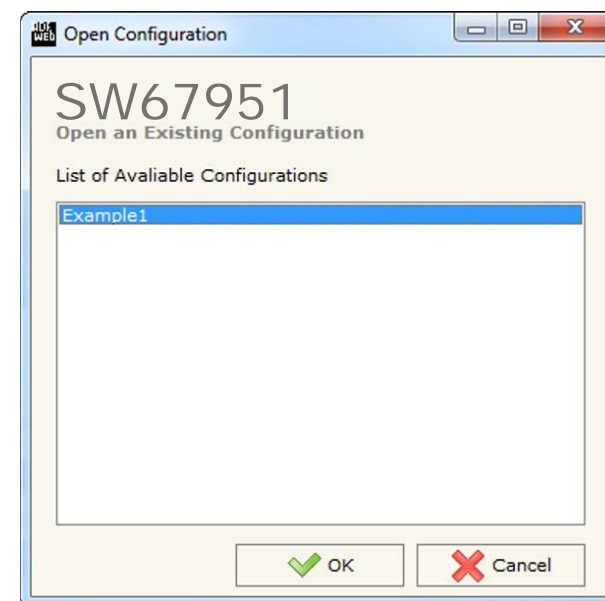 Open Configuration
SW67951
Open an Existing Configuration
List of Avaliable Configurations
Example1
OK
Cancel